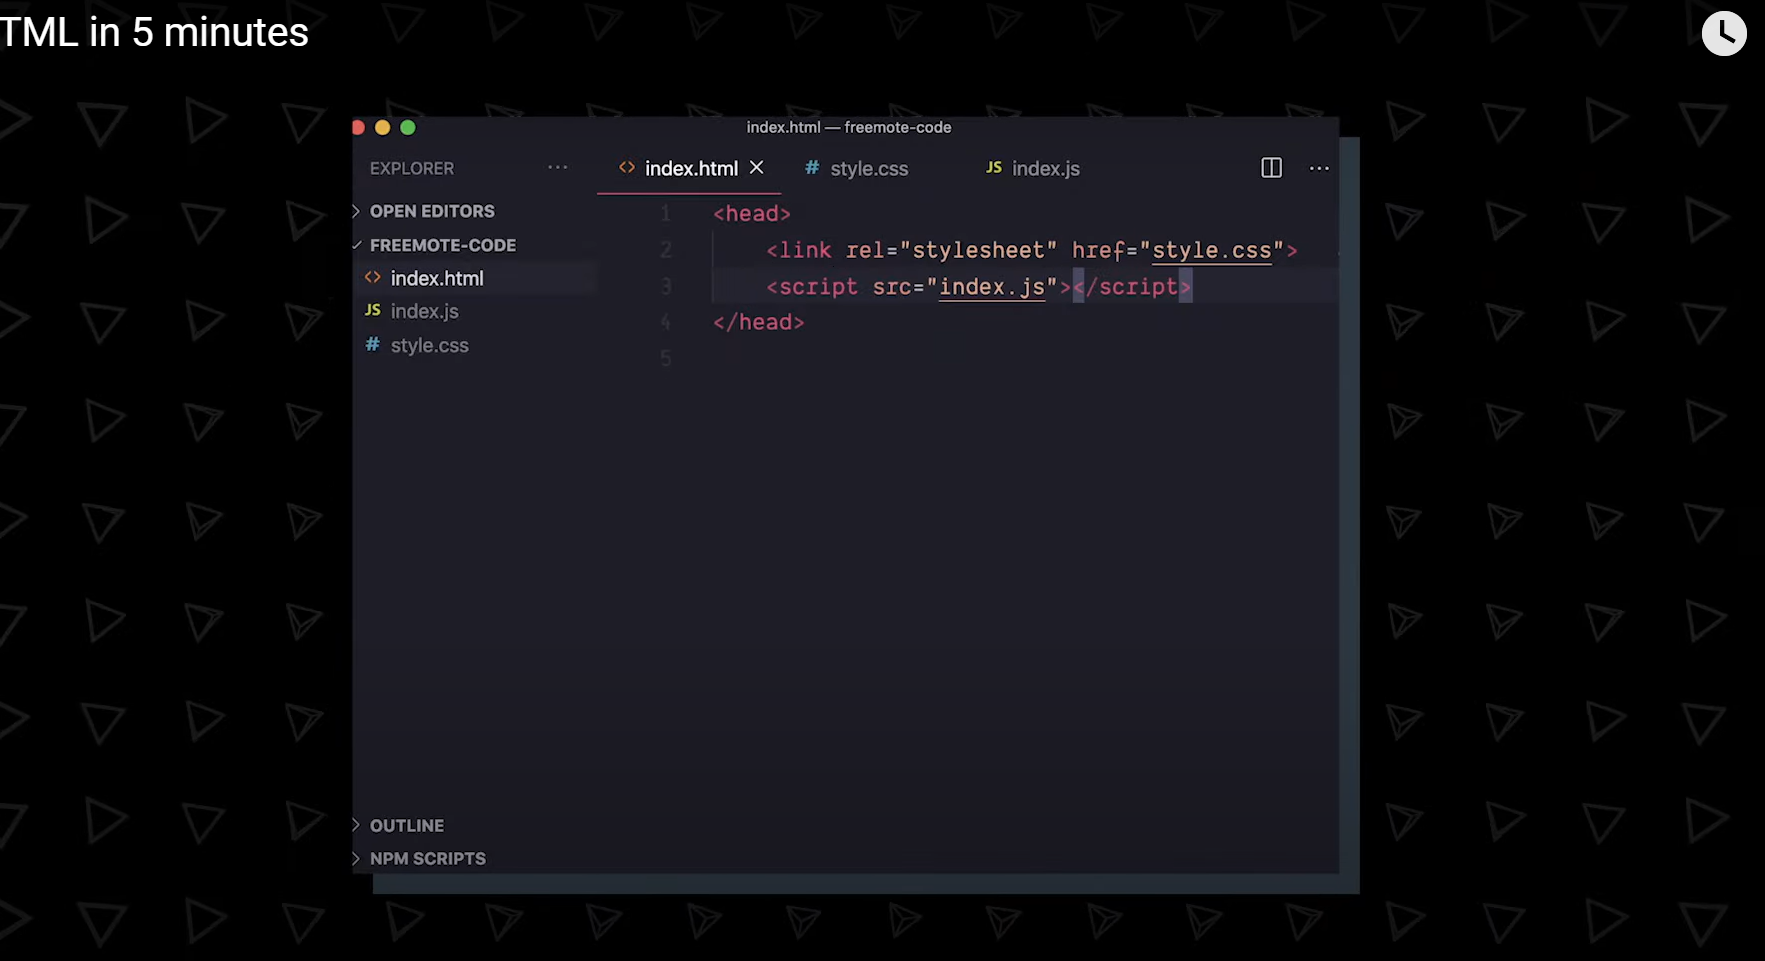 TML in 5 minutes
index.html — freemote-code
EXPLORER
index.html
# style.css
JS index.js
OPEN EDITORS
FREEMOTE-CODE
<> index.html
JS index.js
# style.css
1 <head>
2 <link rel="stylesheet" href="style.css">
3 <script src="index.js"></script>
4 </head>
5
OUTLINE
NPM SCRIPTS